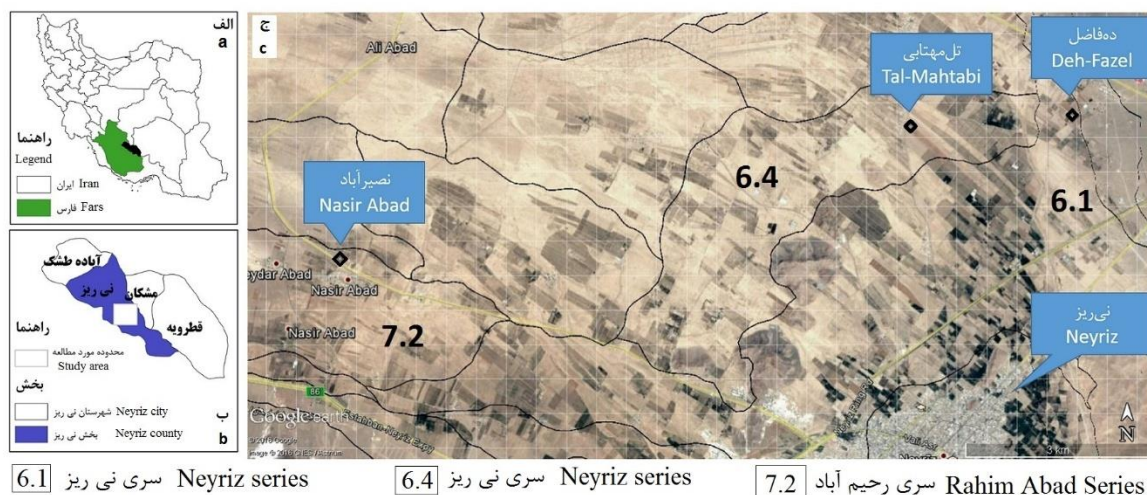 الف
a
راهنما
Legend
ایران Iran
فارس Fars
ب
b
آباده طشک
نی ریز
مشکان
قطرویه
راهنما
محدوده مورد مطالعه
Study area
بخش
شهرستان نی ریز Neyriz city
بخش نی ریز Neyriz county
ج
c
Ali Abad
تل‌مهتابی
Tal-Mahtabi
ده‌فاضل
Deh-Fazel
نصیرآباد
Nasir Abad
6.4
6.1
Nasir Abad
Nasir Abad
7.2
نی‌ریز
Neyriz
86
Google earth
N
3 km
6.1 سری نی ریز Neyriz series
6.4 سری نی ریز Neyriz series
7.2 سری رحیم آباد Rahim Abad Series